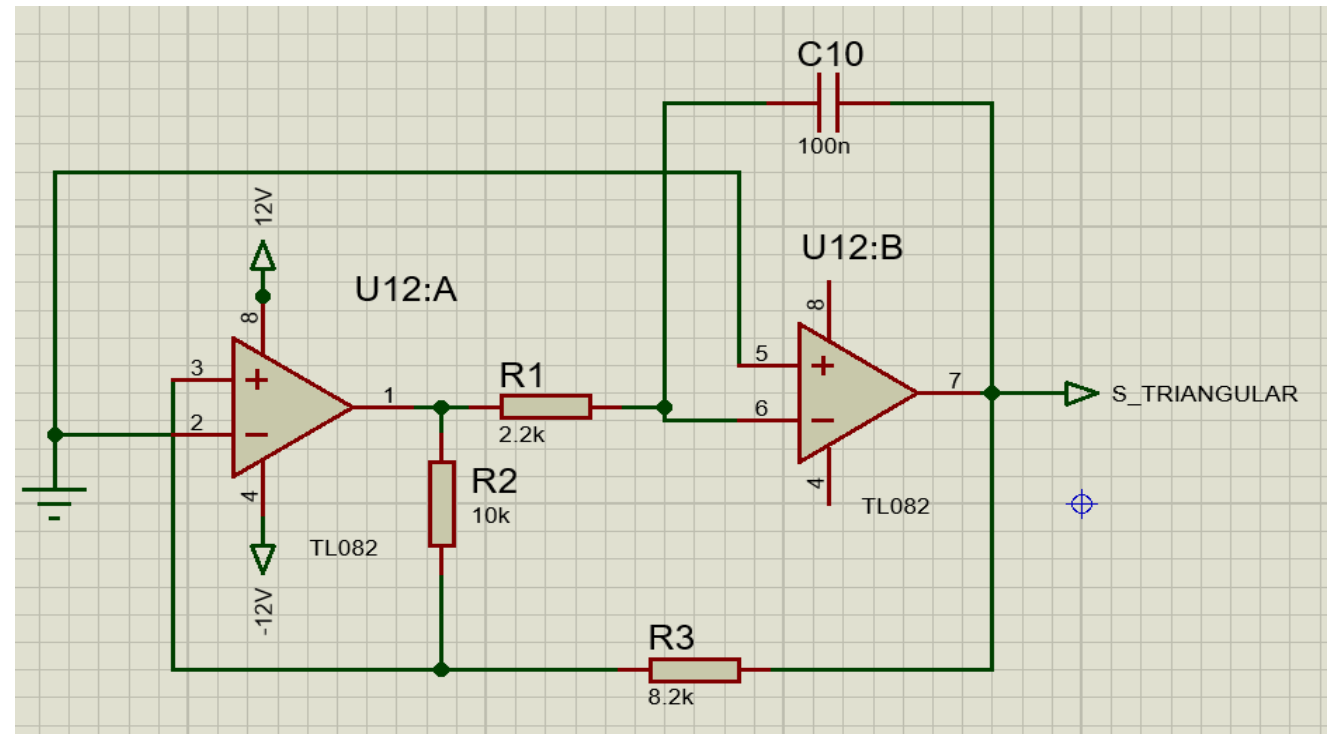 C10
100n
12V
U12:A
U12:B
8
8
3
+
2
-
1
R1
2.2k
5
+
6
-
7
S_TRIANGULAR
4
4
TL082
TL082
-12V
R2
10k
R3
8.2k